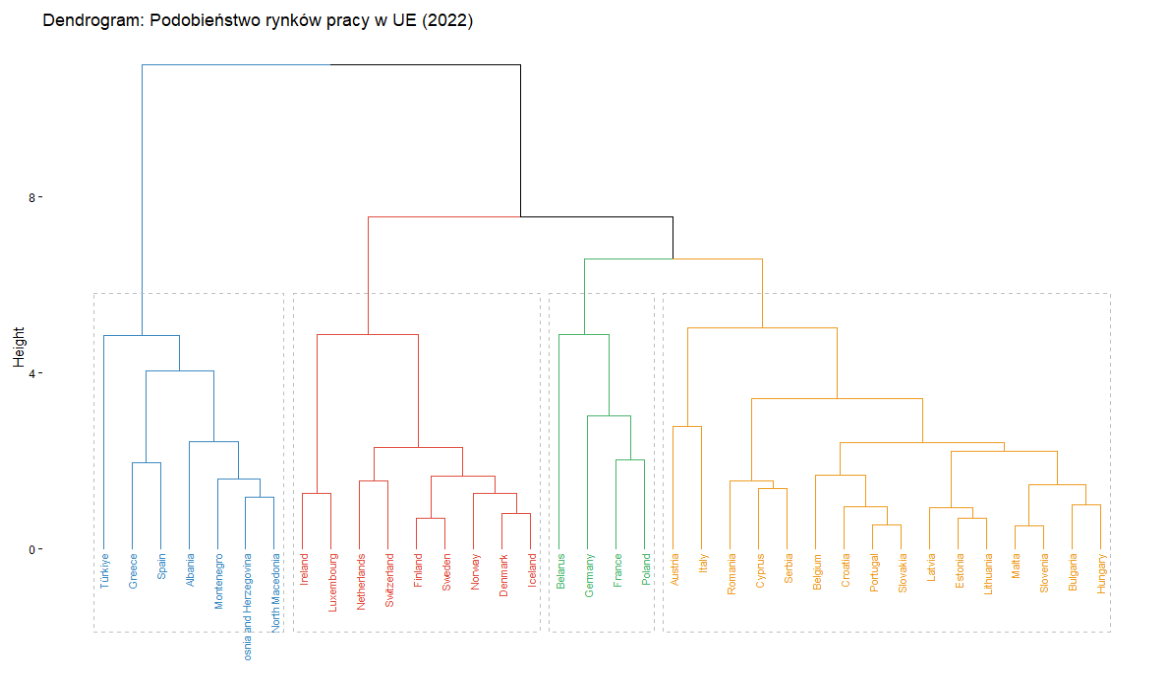 Dendrogram: Podobieństwo rynków pracy w UE (2022)
8
4
0
Height
Türkiye
Greece
Spain
Albania
Montenegro
osnia and Herzegovina
North Macedonia
Ireland
Luxembourg
Netherlands
Switzerland
Finland
Sweden
Norway
Denmark
Iceland
Belarus
Germany
France
Poland
Austria
Italy
Romania
Cyprus
Serbia
Belgium
Croatia
Portugal
Slovakia
Latvia
Estonia
Lithuania
Malta
Slovenia
Bulgaria
Hungary